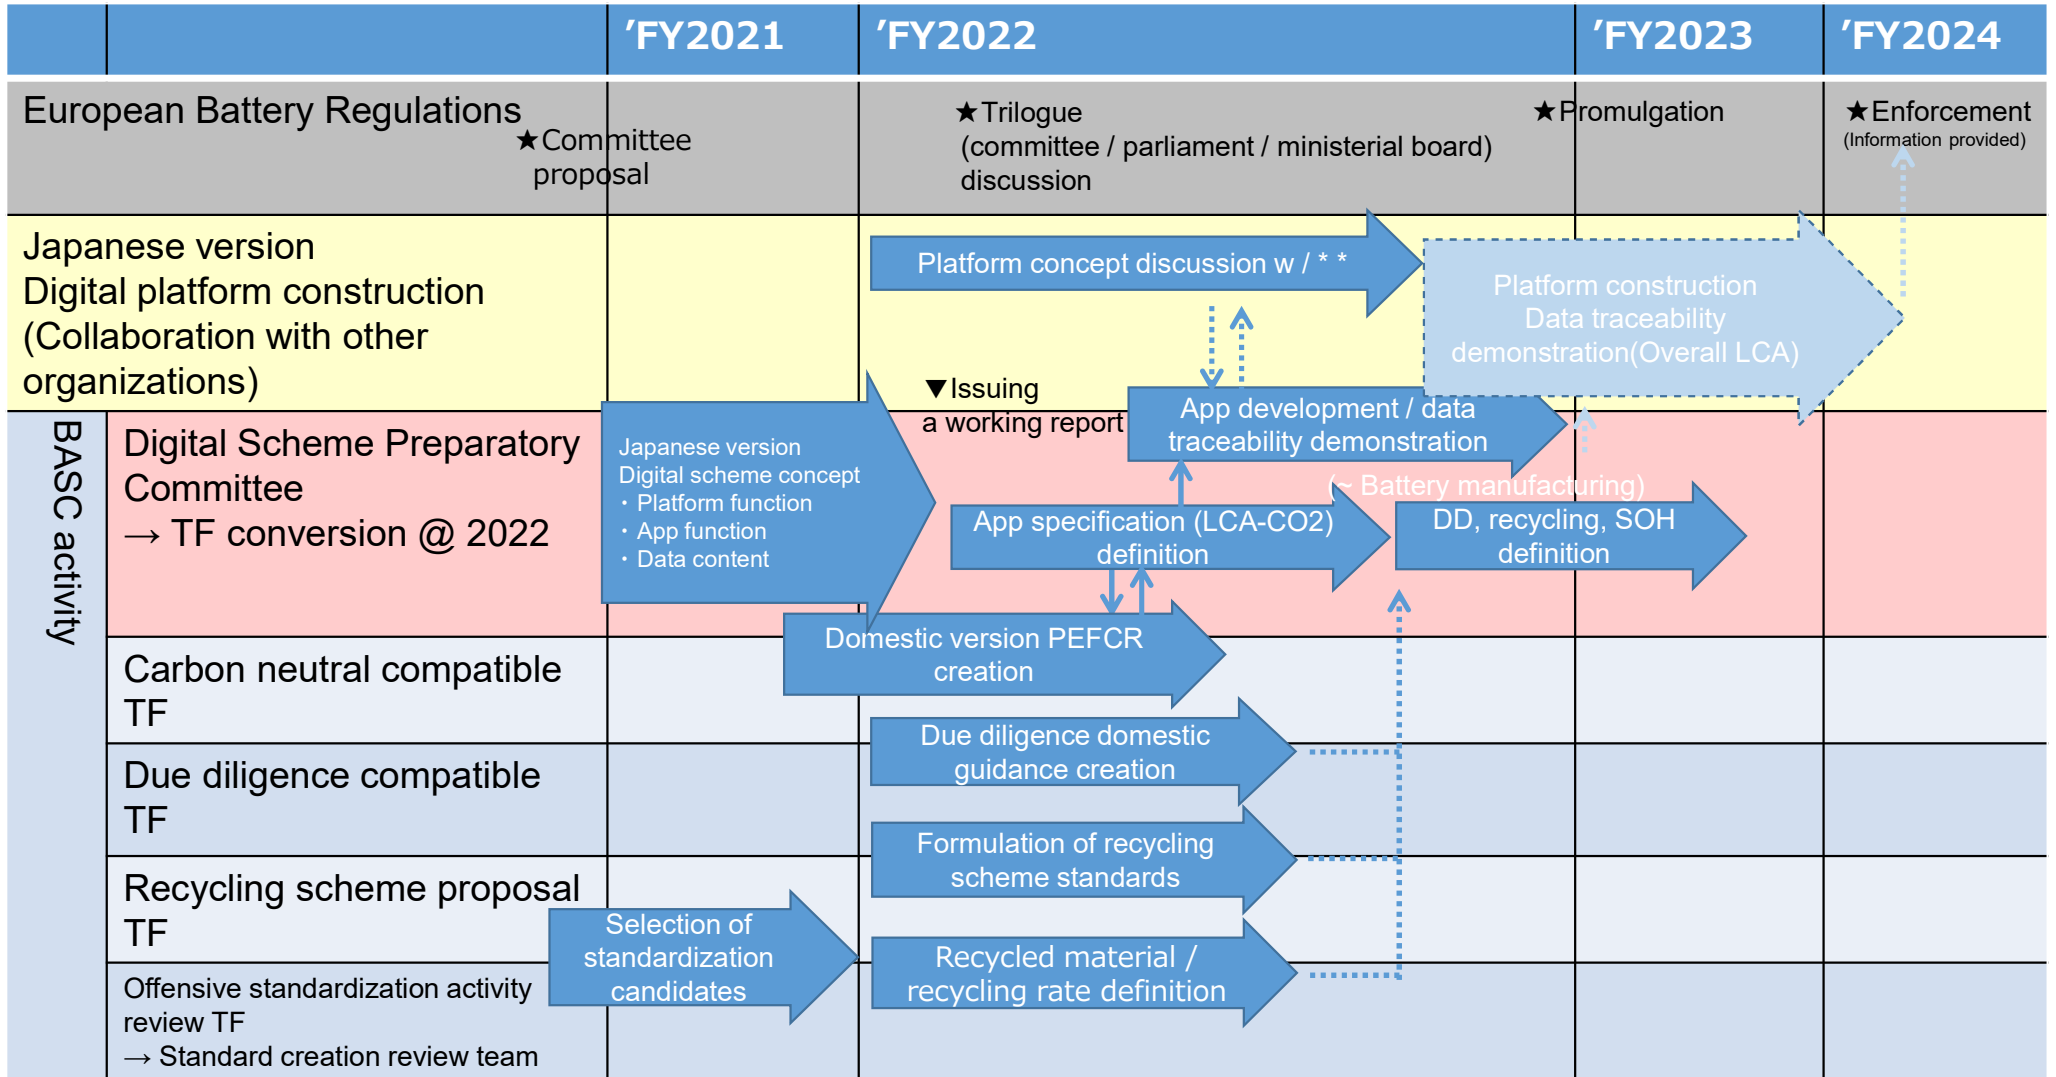 ’FY2021
’FY2022
’FY2023
’FY2024
European Battery Regulations
★Committee
proposal
★Trilogue
(committee / parliament / ministerial board)
discussion
★Promulgation
★Enforcement
(Information provided)
Japanese version
Digital platform construction
(Collaboration with other
organizations)
Platform concept discussion w / * *
Platform construction
Data traceability
demonstration(Overall LCA)
▼Issuing
a working report
App development / data
traceability demonstration
(~ Battery manufacturing)
BASC activity
Digital Scheme Preparatory
Committee
→ TF conversion @ 2022
Japanese version
Digital scheme concept
・Platform function
・App function
・Data content
App specification (LCA-CO2)
definition
DD, recycling, SOH
definition
Domestic version PEFCR
creation
Carbon neutral compatible
TF
Due diligence domestic
guidance creation
Due diligence compatible
TF
Formulation of recycling
scheme standards
Recycling scheme proposal
TF
Selection of
standardization
candidates
Recycled material /
recycling rate definition
Offensive standardization activity
review TF
→ Standard creation review team